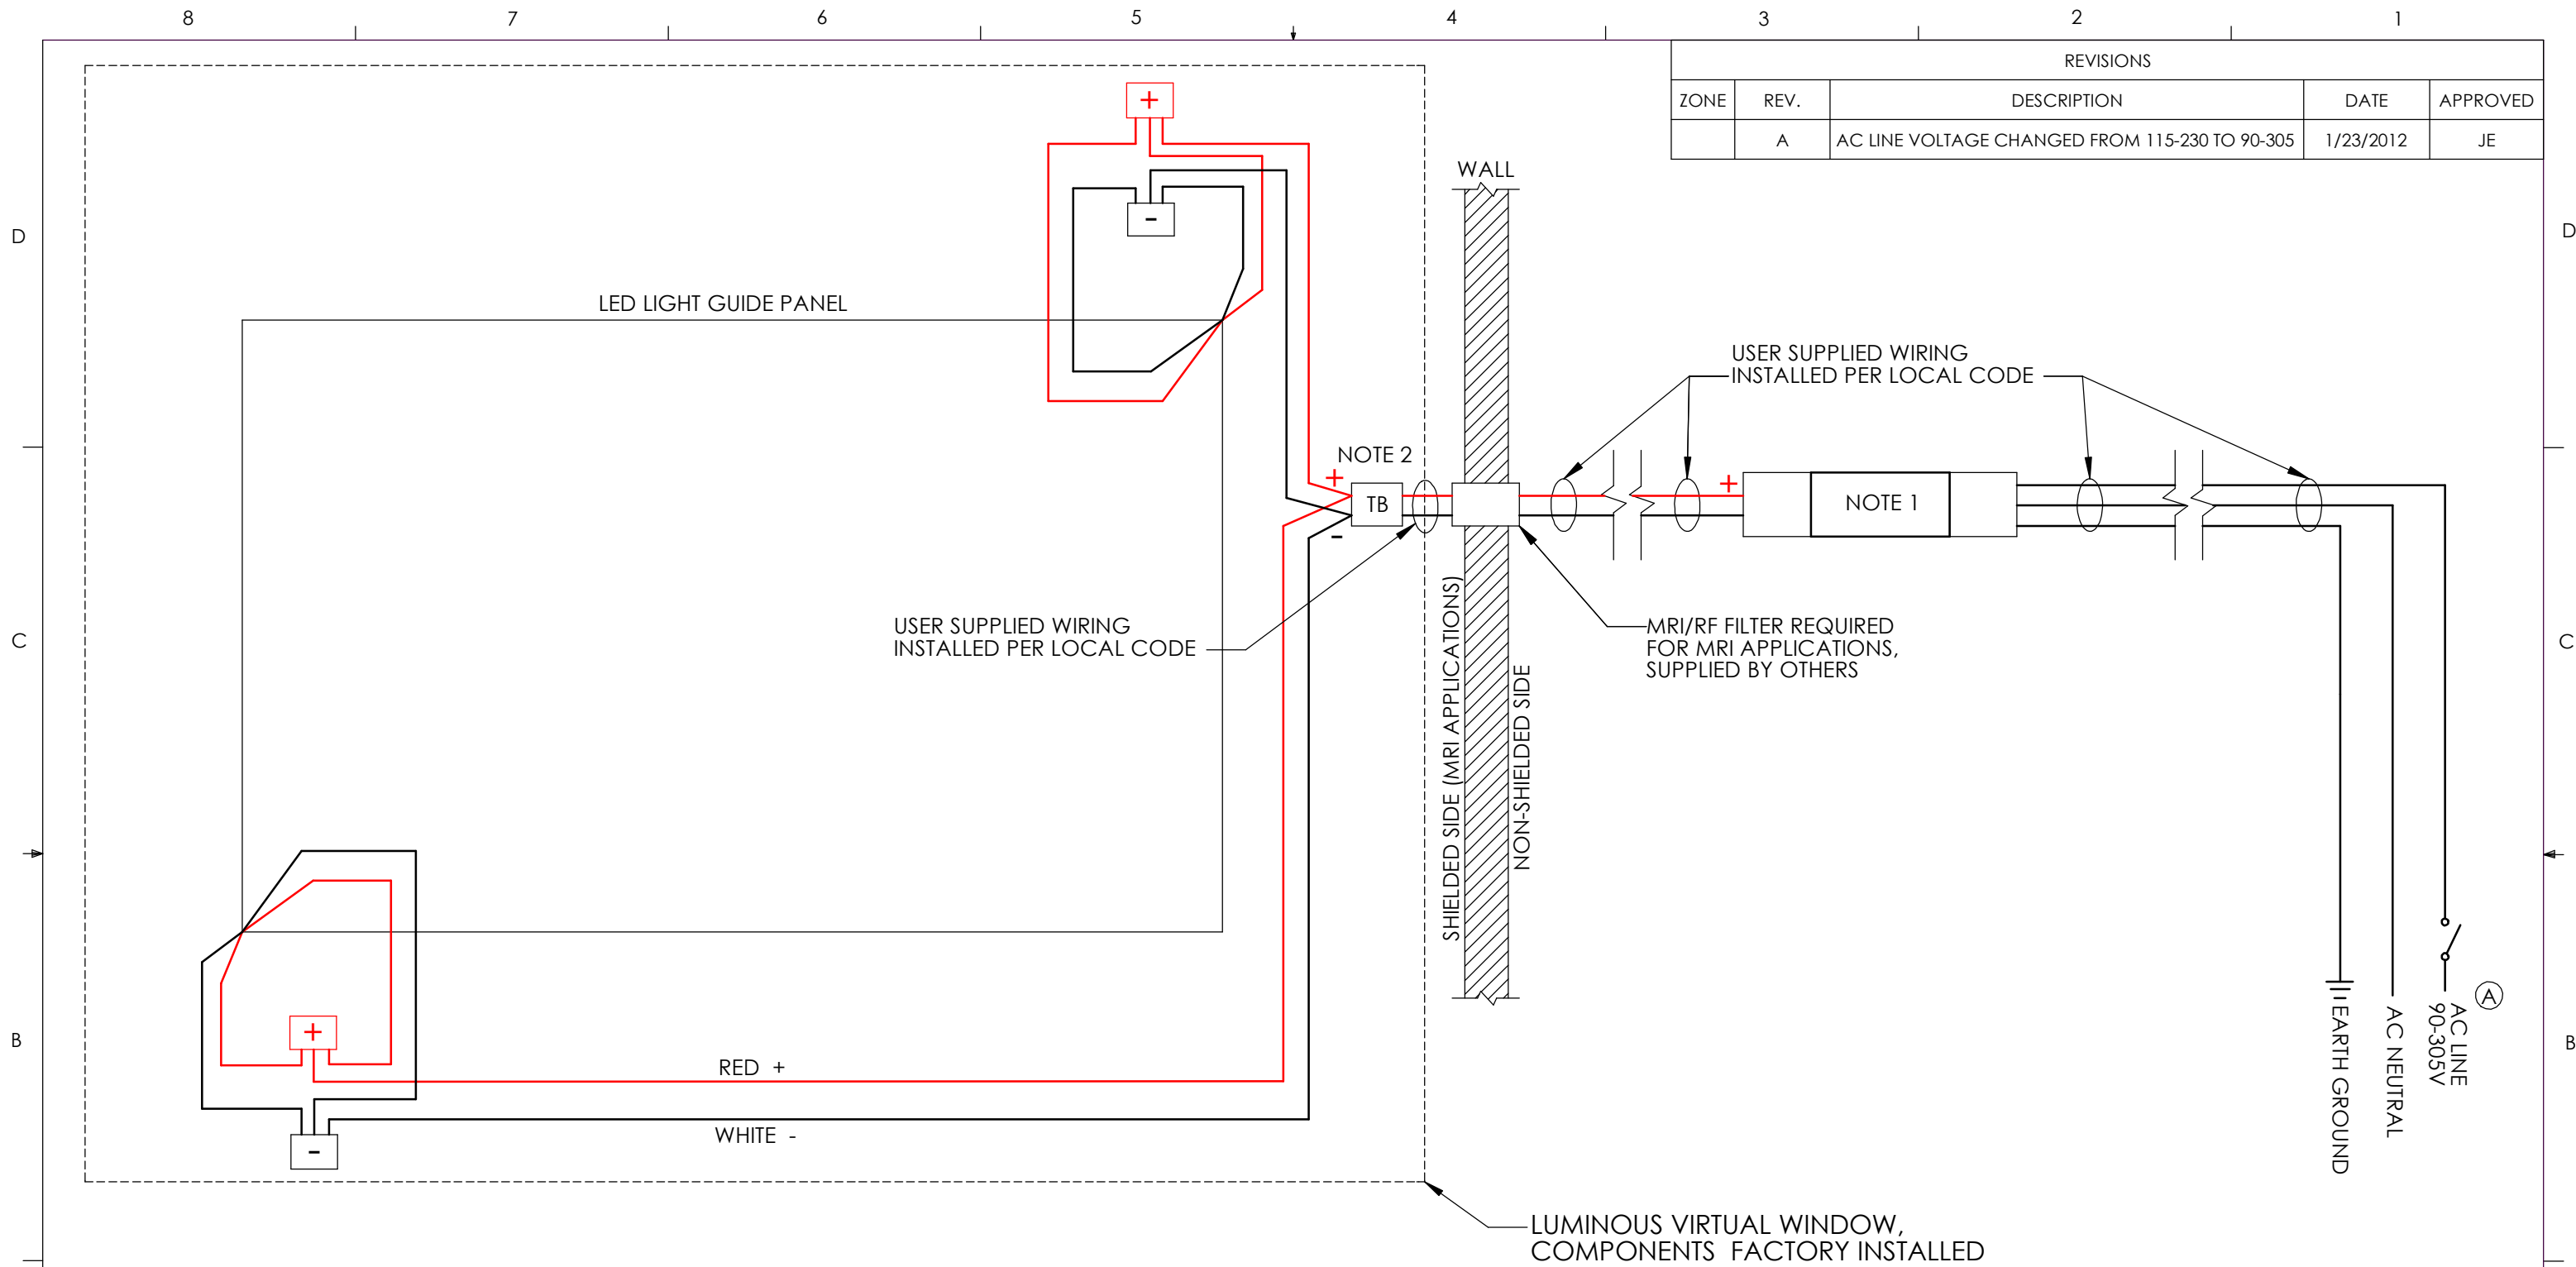 8 7 6 5 4 3 2 1
REVISIONS
ZONE REV. DESCRIPTION DATE APPROVED
A AC LINE VOLTAGE CHANGED FROM 115-230 TO 90-305 1/23/2012 JE
+
WALL
D D
-
LED LIGHT GUIDE PANEL
USER SUPPLIED WIRING
INSTALLED PER LOCAL CODE
NOTE 2
+
TB
-
+
NOTE 1
USER SUPPLIED WIRING
INSTALLED PER LOCAL CODE
SHIELDED SIDE (MRI APPLICATIONS)
NON-SHIELDED SIDE
MRI/RF FILTER REQUIRED
FOR MRI APPLICATIONS,
SUPPLIED BY OTHERS
C C
A
AC LINE
90-305V
AC NEUTRAL
EARTH GROUND
+
B B
RED +
WHITE -
-
LUMINOUS VIRTUAL WINDOW,
COMPONENTS FACTORY INSTALLED